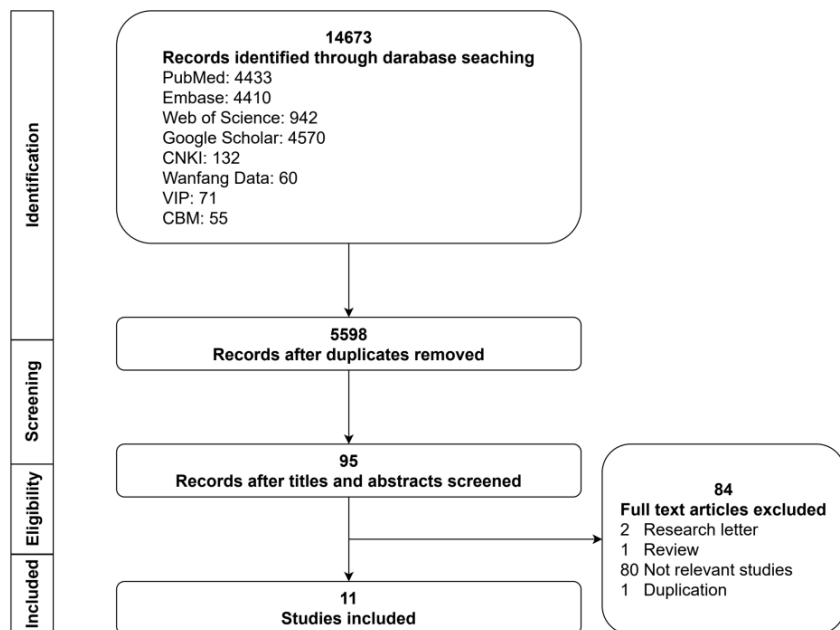 Identification
14673
Records identified through darabase seaching
PubMed: 4433
Embase: 4410
Web of Science: 942
Google Scholar: 4570
CNKI: 132
Wanfang Data: 60
VIP: 71
CBM: 55
5598
Records after duplicates removed
Screening
95
Records after titles and abstracts screened
Eligibility
84
Full text articles excluded
2 Research letter
1 Review
80 Not relevant studies
1 Duplication
Included
11
Studies included